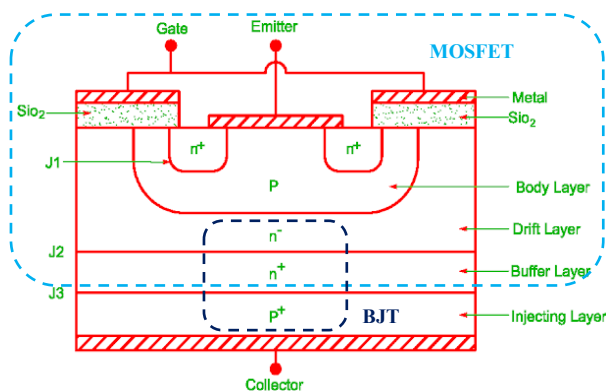 Gate
Emitter
MOSFET
Metal
Sio2
Sio2
n+
n+
J1
P
Body Layer
n-
Drift Layer
J2
n+
Buffer Layer
J3
P+
BJT
Injecting Layer
Collector